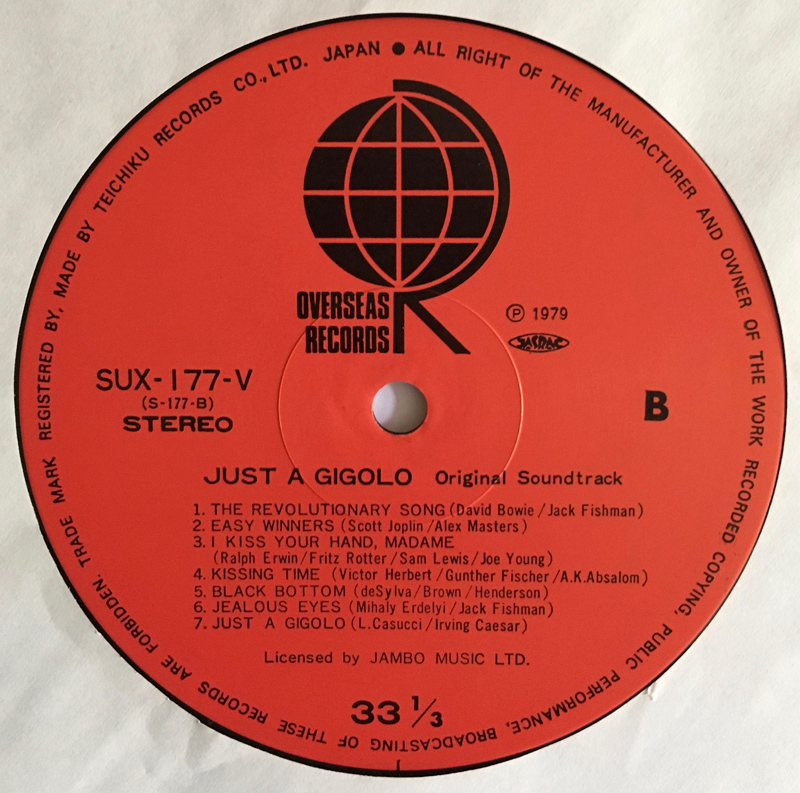 TRADE MARK REGISTERED BY, MADE BY TEICHIKU RECORDS CO., LTD. JAPAN ● ALL RIGHT OF THE MANUFACTURER AND OWNER OF THE WORK RECORDED COPYING, PUBLIC PERFORMANCE, BROADCASTING OF THESE RECORDS ARE FORBIDDEN.
OVERSEAS
RECORDS
R
Ⓟ 1979
JASRAC
SUX-177-V
(S-177-B)
STEREO
B
JUST A GIGOLO Original Soundtrack
1. THE REVOLUTIONARY SONG (David Bowie/Jack Fishman)
2. EASY WINNERS (Scott Joplin/Alex Masters)
3. I KISS YOUR HAND, MADAME
(Ralph Erwin/Fritz Rotter/Sam Lewis/Joe Young)
4. KISSING TIME (Victor Herbert/Gunther Fischer/A.K.Absalom)
5. BLACK BOTTOM (deSylva/Brown/Henderson)
6. JEALOUS EYES (Mihaly Erdelyi/Jack Fishman)
7. JUST A GIGOLO (L.Casucci/Irving Caesar)
Licensed by JAMBO MUSIC LTD.
33 1/3